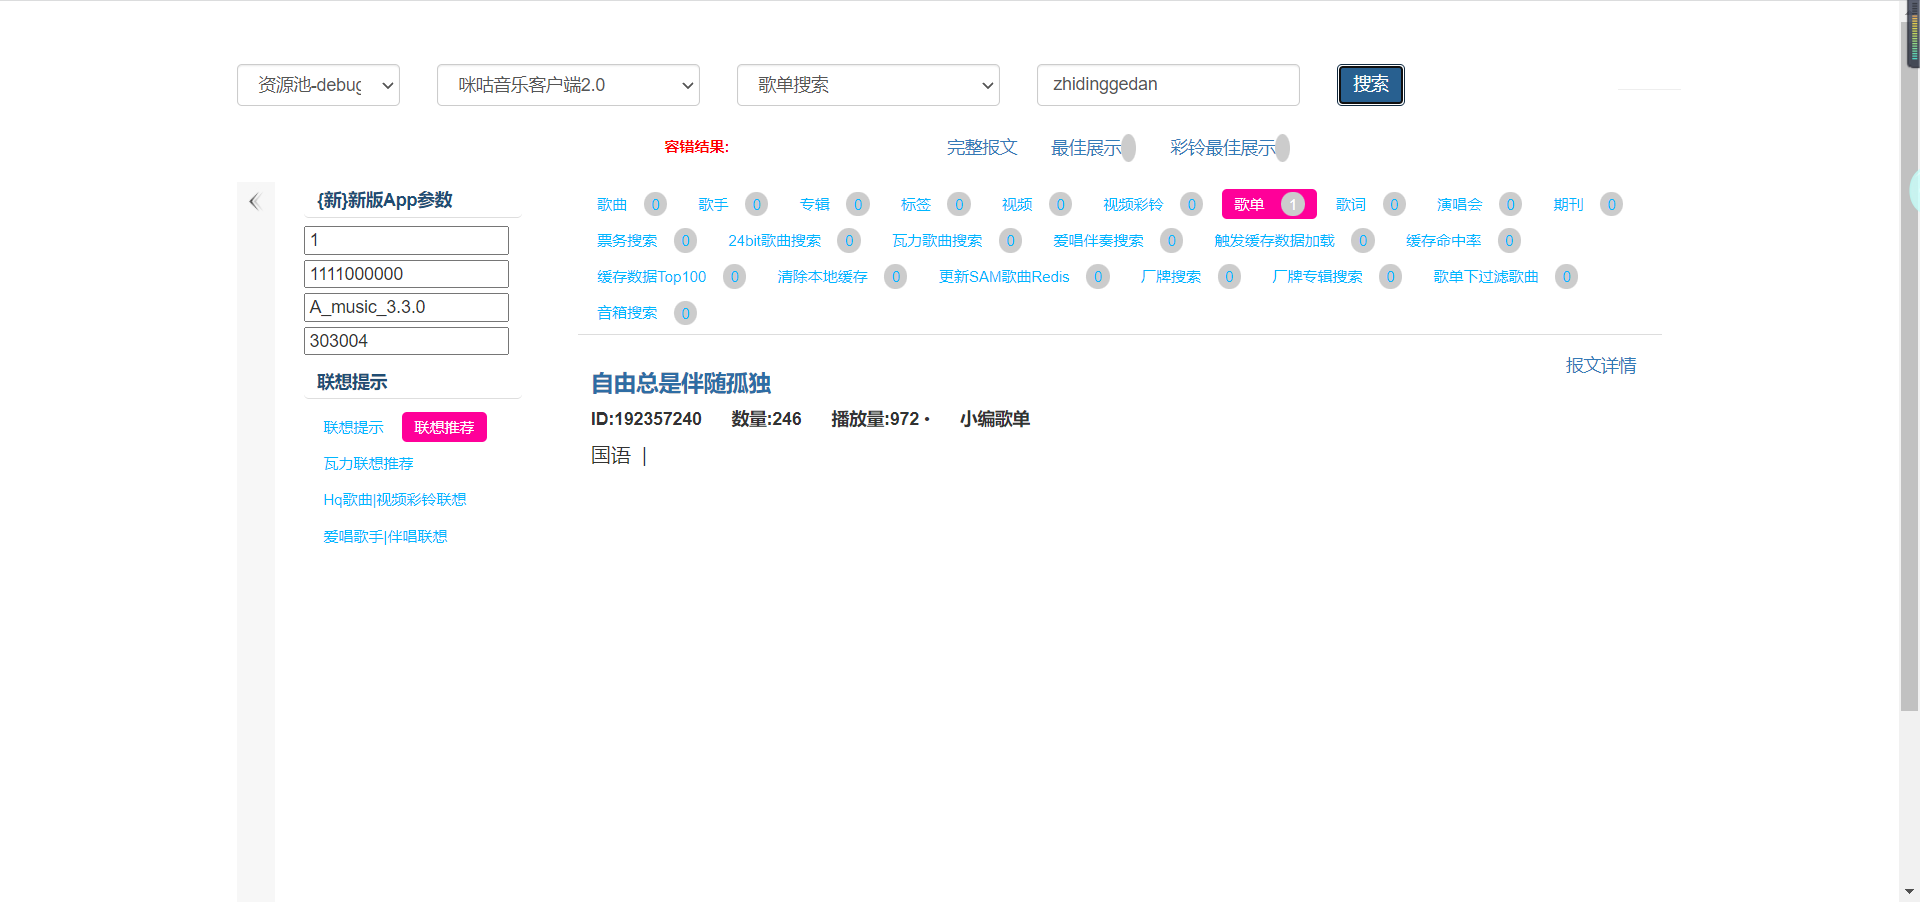 资源池-debug 咪咕音乐客户端2.0 歌单搜索 zhidinggedan 搜索
容错结果: 完整报文 最佳展示 彩铃最佳展示
{新}新版App参数
1
1111000000
A_music_3.3.0
303004
联想提示
联想提示 联想推荐
瓦力联想推荐
Hq歌曲|视频彩铃联想
爱唱歌手|伴唱联想
歌曲 0 歌手 0 专辑 0 标签 0 视频 0 视频彩铃 0 歌单 1 歌词 0 演唱会 0 期刊 0
票务搜索 0 24bit歌曲搜索 0 瓦力歌曲搜索 0 爱唱伴奏搜索 0 触发缓存数据加载 0 缓存命中率 0
缓存数据Top100 0 清除本地缓存 0 更新SAM歌曲Redis 0 厂牌搜索 0 厂牌专辑搜索 0 歌单下过滤歌曲 0
音箱搜索 0
报文详情
自由总是伴随孤独
ID:192357240 数量:246 播放量:972 • 小编歌单
国语 |